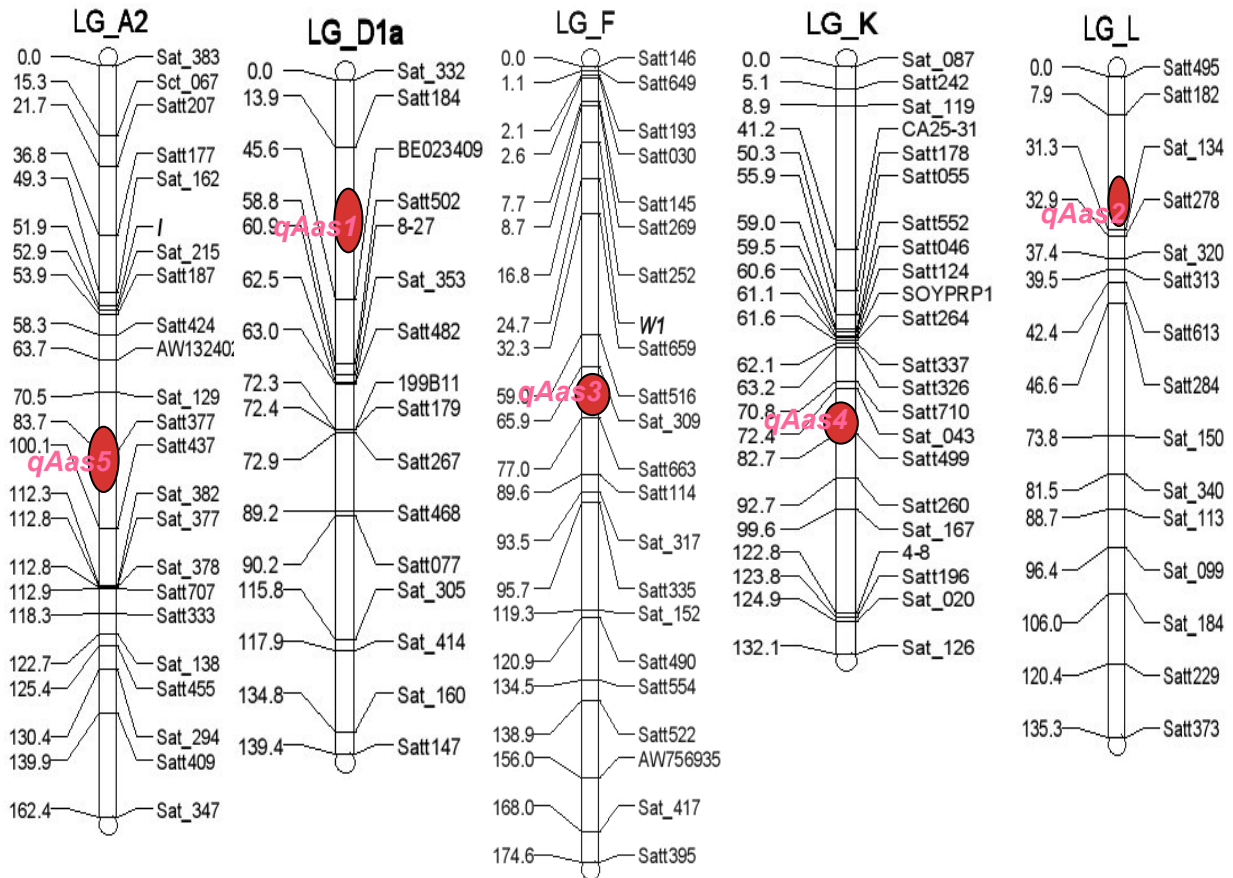 LG_A2
0.0 Sat_383
15.3 Sct_067
21.7 Satt207
36.8 Satt177
49.3 Sat_162
51.9 I
52.9 Sat_215
53.9 Satt187
58.3 Satt424
63.7 AW132402
70.5 Sat_129
83.7 Satt377
100.1 Satt437
qAas5
112.3 Sat_382
112.8 Sat_377
112.8 Sat_378
112.9 Satt707
118.3 Satt333
122.7 Sat_138
125.4 Satt455
130.4 Sat_294
139.9 Satt409
162.4 Sat_347
LG_D1a
0.0 Sat_332
13.9 Satt184
45.6 BE023409
58.8 Satt502
60.9 8-27
qAas1
62.5 Sat_353
63.0 Satt482
72.3 199B11
72.4 Satt179
72.9 Satt267
89.2 Satt468
90.2 Satt077
115.8 Sat_305
117.9 Sat_414
134.8 Sat_160
139.4 Satt147
LG_F
0.0 Satt146
1.1 Satt649
2.1 Satt193
2.6 Satt030
7.7 Satt145
8.7 Satt269
16.8 Satt252
24.7 W1
32.3 Satt659
Satt516
qAas3
65.9 Sat_309
77.0 Satt663
89.6 Satt114
93.5 Sat_317
95.7 Satt335
119.3 Sat_152
120.9 Satt490
134.5 Satt554
138.9 Satt522
156.0 AW756935
168.0 Sat_417
174.6 Satt395
LG_K
0.0 Sat_087
5.1 Satt242
8.9 Sat_119
41.2 CA25-31
50.3 Satt178
55.9 Satt055
59.0 Satt552
59.5 Satt046
60.6 Satt124
61.1 SOYPRP1
61.6 Satt264
62.1 Satt337
63.2 Satt326
70.8 Satt710
qAas4
72.4 Sat_043
82.7 Satt499
92.7 Satt260
99.6 Sat_167
122.8 4-8
123.8 Satt196
124.9 Sat_020
132.1 Sat_126
LG_L
0.0 Satt495
7.9 Satt182
31.3 Sat_134
32.9 Satt278
qAas2
37.4 Sat_320
39.5 Satt313
42.4 Satt613
46.6 Satt284
73.8 Sat_150
81.5 Sat_340
88.7 Sat_113
96.4 Sat_099
106.0 Sat_184
120.4 Satt229
135.3 Satt373